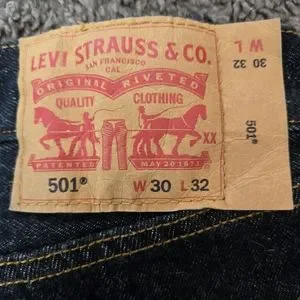 LEVI STRAUSS & CO.
SAN FRANCISCO
CAL
ORIGINAL RIVETED
QUALITY CLOTHING
XX
PATENTED MAY 20 1873
501® W 30 L 32
W L
30 32
501®